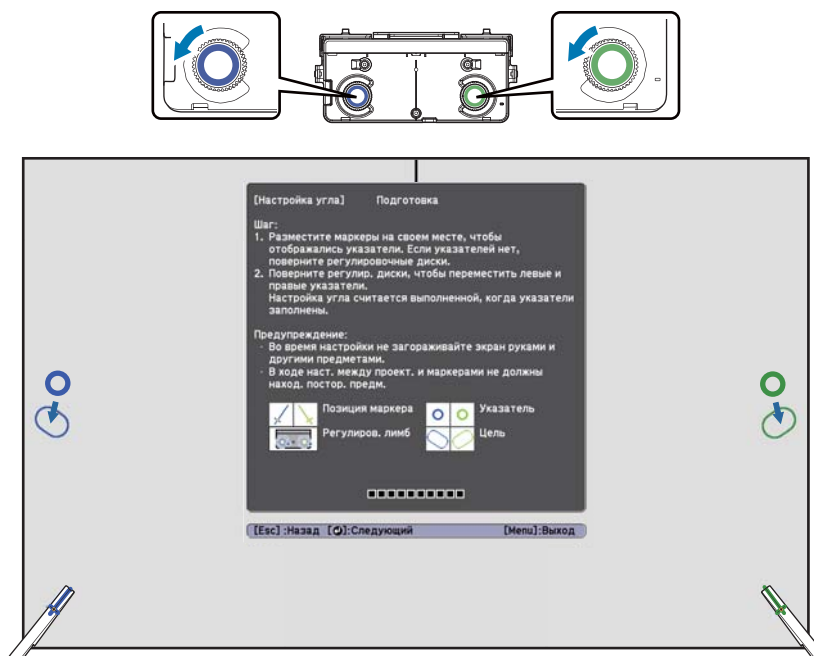 [Настройка угла] Подготовка
Шаг:
1. Разместите маркеры на своем месте, чтобы
отображались указатели. Если указателей нет,
поверните регулировочные диски.
2. Поверните регулир. диски, чтобы переместить левые и
правые указатели.
Настройка угла считается выполненной, когда указатели
заполнены.
Предупреждение:
· Во время настройки не загораживайте экран руками и
другими предметами.
· В ходе наст. между проект. и маркерами не должны
наход. постор. предм.
Позиция маркера
Указатель
Регулиров. лимб
Цель
[Esc] :Назад [⏎]:Следующий [Menu]:Выход